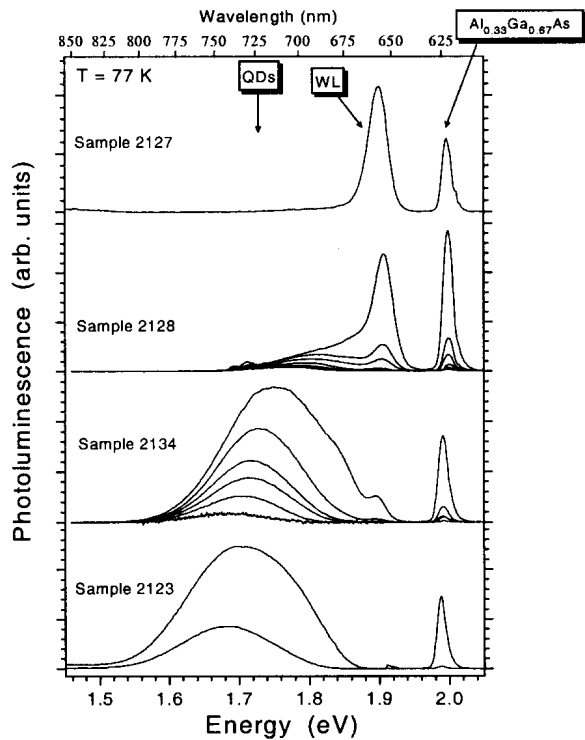 Wavelength (nm)
850 825 800 775 750 725 700 675 650 625
Al0.33Ga0.67As
T = 77 K
QDs
WL
Sample 2127
Sample 2128
Sample 2134
Sample 2123
Photoluminescence (arb. units)
1.5 1.6 1.7 1.8 1.9 2.0
Energy (eV)